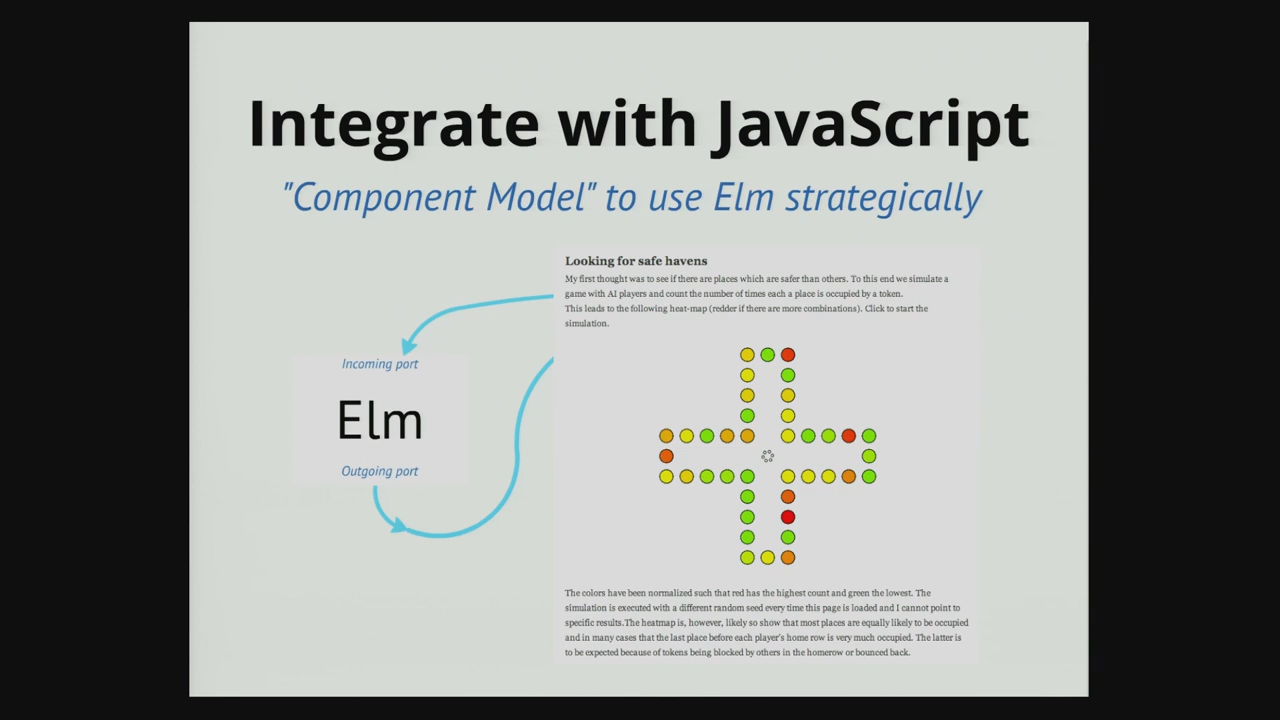 Integrate with JavaScript
"Component Model" to use Elm strategically
Looking for safe havens
My first thought was to see if there are places which are safer than others. To this end we simulate a
game with AI players and count the number of times each a place is occupied by a token.
This leads to the following heat-map (redder if there are more combinations). Click to start the
simulation.
Incoming port
Elm
Outgoing port
The colors have been normalized such that red has the highest count and green the lowest. The
simulation is executed with a different random seed every time this page is loaded and I cannot point to
specific results.The heatmap is, however, likely so show that most places are equally likely to be occupied
and in many cases that the last place before each player's home row is very much occupied. The latter is
to be expected because of tokens being blocked by others in the homerow or bounced back.